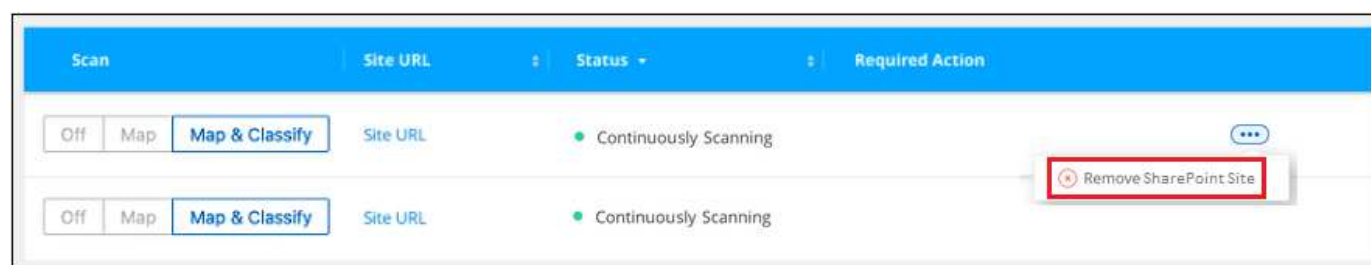 Scan Site URL Status Required Action
Off Map Map & Classify Site URL Continuously Scanning
Remove SharePoint Site
Off Map Map & Classify Site URL Continuously Scanning